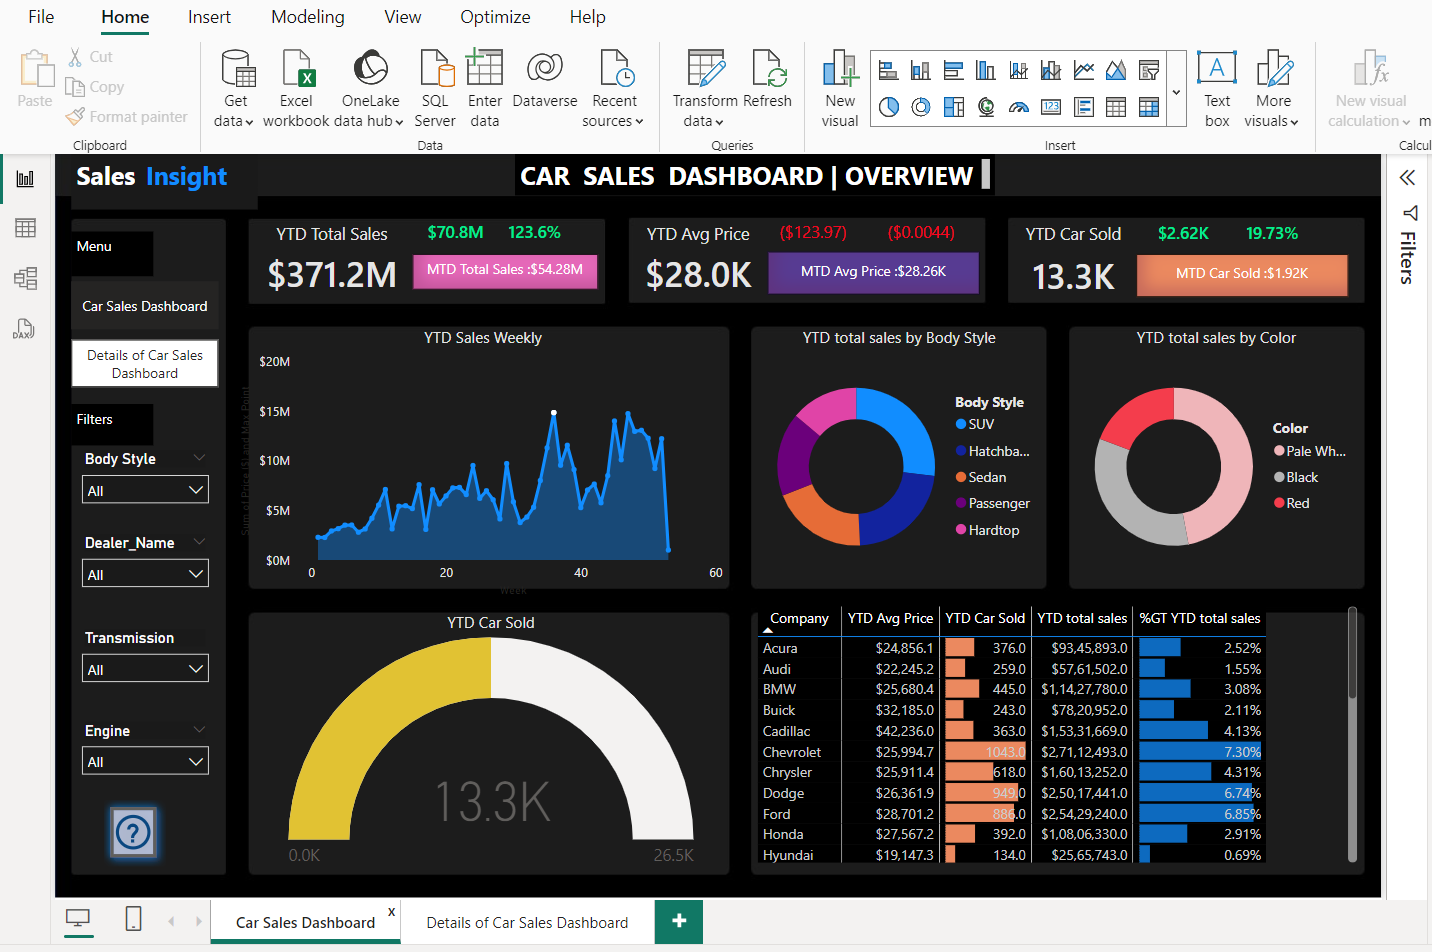 File Home Insert Modeling View Optimize Help
Paste
Cut
Copy
Format painter
Clipboard
Get data
Excel workbook
OneLake data hub
SQL Server
Enter data
Dataverse
Recent sources
Data
Transform data
Refresh
Queries
New visual
123
A
Text box
More visuals
Insert
New visual calculation
m
Calcul
DAX
Filters
Sales Insight
CAR SALES DASHBOARD | OVERVIEW
Menu
Car Sales Dashboard
Details of Car Sales
Dashboard
Filters
Body Style
All
Dealer_Name
All
Transmission
All
Engine
All
?
YTD Total Sales $70.8M 123.6%
$371.2M MTD Total Sales :$54.28M
YTD Avg Price ($123.97) ($0.0044)
$28.0K MTD Avg Price :$28.26K
YTD Car Sold $2.62K 19.73%
13.3K MTD Car Sold :$1.92K
YTD Sales Weekly
Sum of Price ($) and Max Point
$20M
$15M
$10M
$5M
$0M
0 20 40 60
Week
YTD total sales by Body Style
Body Style
SUV
Hatchba...
Sedan
Passenger
Hardtop
YTD total sales by Color
Color
Pale Wh...
Black
Red
YTD Car Sold
13.3K
0.0K 26.5K
Company YTD Avg Price YTD Car Sold YTD total sales %GT YTD total sales
Acura $24,856.1 376.0 $93,45,893.0 2.52%
Audi $22,245.2 259.0 $57,61,502.0 1.55%
BMW $25,680.4 445.0 $1,14,27,780.0 3.08%
Buick $32,185.0 243.0 $78,20,952.0 2.11%
Cadillac $42,236.0 363.0 $1,53,31,669.0 4.13%
Chevrolet $25,994.7 1043.0 $2,71,12,493.0 7.30%
Chrysler $25,911.4 618.0 $1,60,13,252.0 4.31%
Dodge $26,361.9 949.0 $2,50,17,441.0 6.74%
Ford $28,701.2 886.0 $2,54,29,240.0 6.85%
Honda $27,567.2 392.0 $1,08,06,330.0 2.91%
Hyundai $19,147.3 134.0 $25,65,743.0 0.69%
Car Sales Dashboard x
Details of Car Sales Dashboard
+